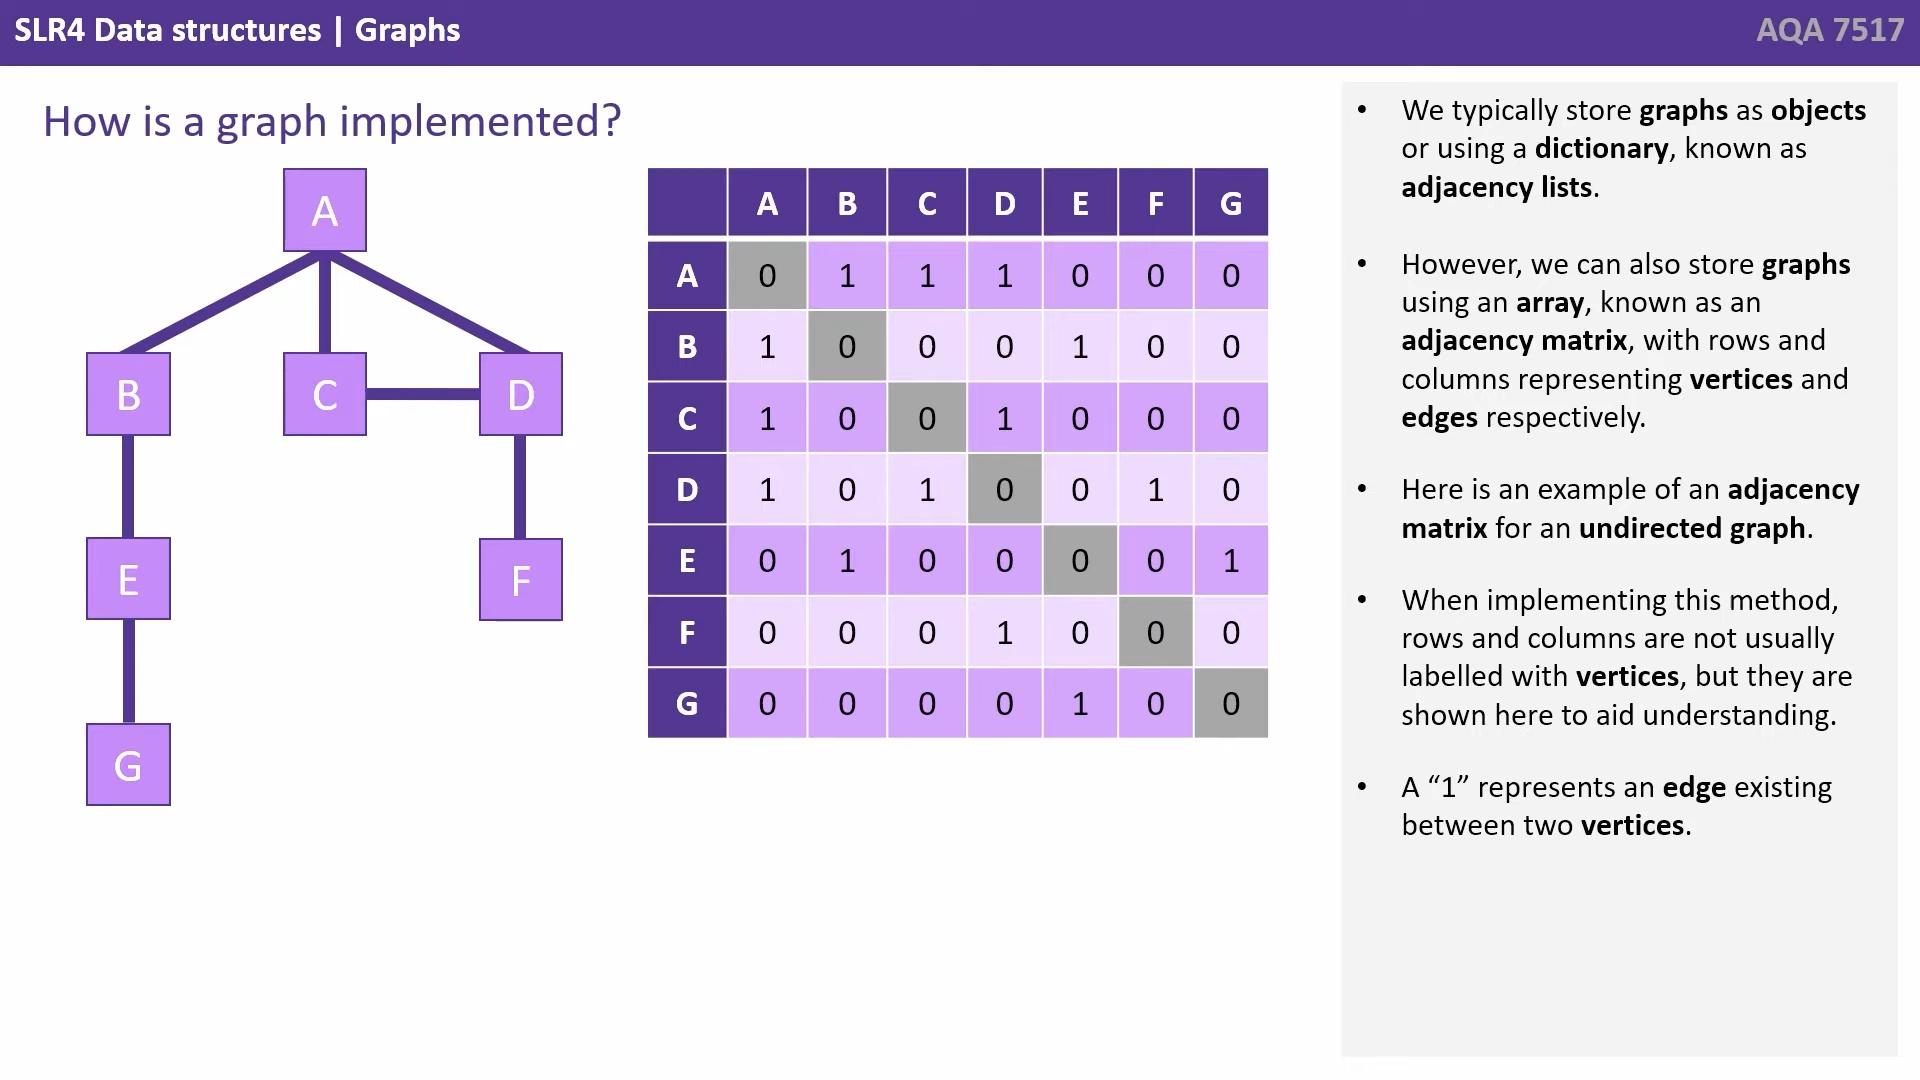 SLR4 Data structures | Graphs
AQA 7517
How is a graph implemented?
A
B
C
D
E
F
G
A B C D E F G
A 0 1 1 1 0 0 0
B 1 0 0 0 1 0 0
C 1 0 0 1 0 0 0
D 1 0 1 0 0 1 0
E 0 1 0 0 0 0 1
F 0 0 0 1 0 0 0
G 0 0 0 0 1 0 0
• We typically store graphs as objects
or using a dictionary, known as
adjacency lists.
• However, we can also store graphs
using an array, known as an
adjacency matrix, with rows and
columns representing vertices and
edges respectively.
• Here is an example of an adjacency
matrix for an undirected graph.
• When implementing this method,
rows and columns are not usually
labelled with vertices, but they are
shown here to aid understanding.
• A “1” represents an edge existing
between two vertices.